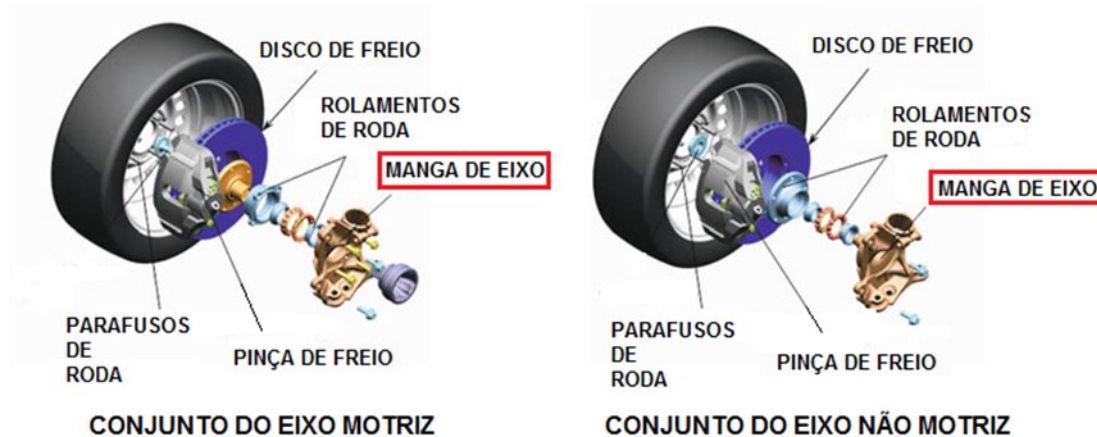 DISCO DE FREIO
ROLAMENTOS
DE RODA
MANGA DE EIXO
PARAFUSOS
DE
RODA
PINÇA DE FREIO
CONJUNTO DO EIXO MOTRIZ
DISCO DE FREIO
ROLAMENTOS
DE RODA
MANGA DE EIXO
PARAFUSOS
DE
RODA
PINÇA DE FREIO
CONJUNTO DO EIXO NÃO MOTRIZ